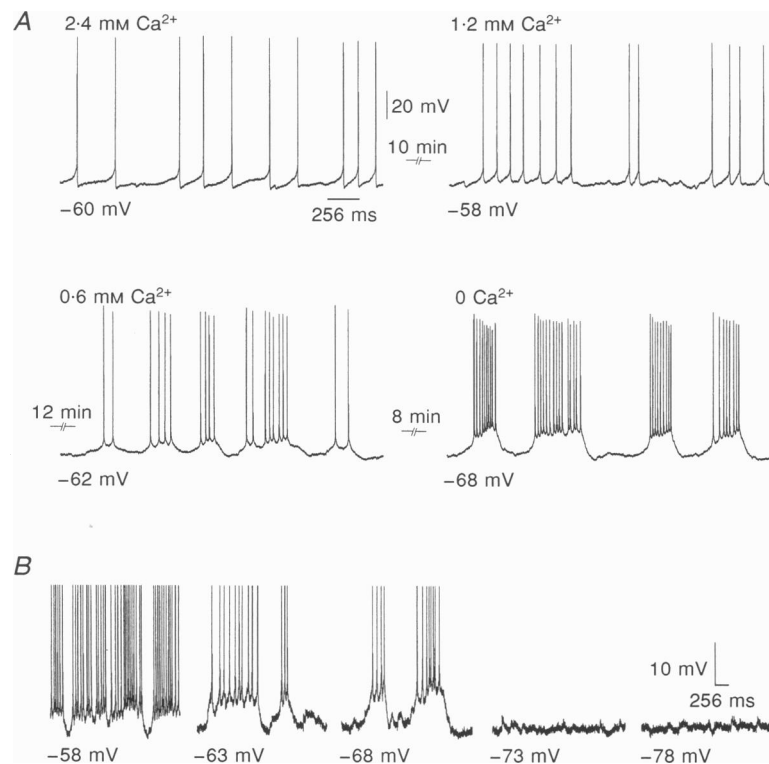 A
2·4 mM Ca²⁺
1·2 mM Ca²⁺
20 mV
10 min
−60 mV
256 ms
−58 mV
0·6 mM Ca²⁺
0 Ca²⁺
12 min
8 min
−62 mV
−68 mV
B
10 mV
256 ms
−58 mV
−63 mV
−68 mV
−73 mV
−78 mV